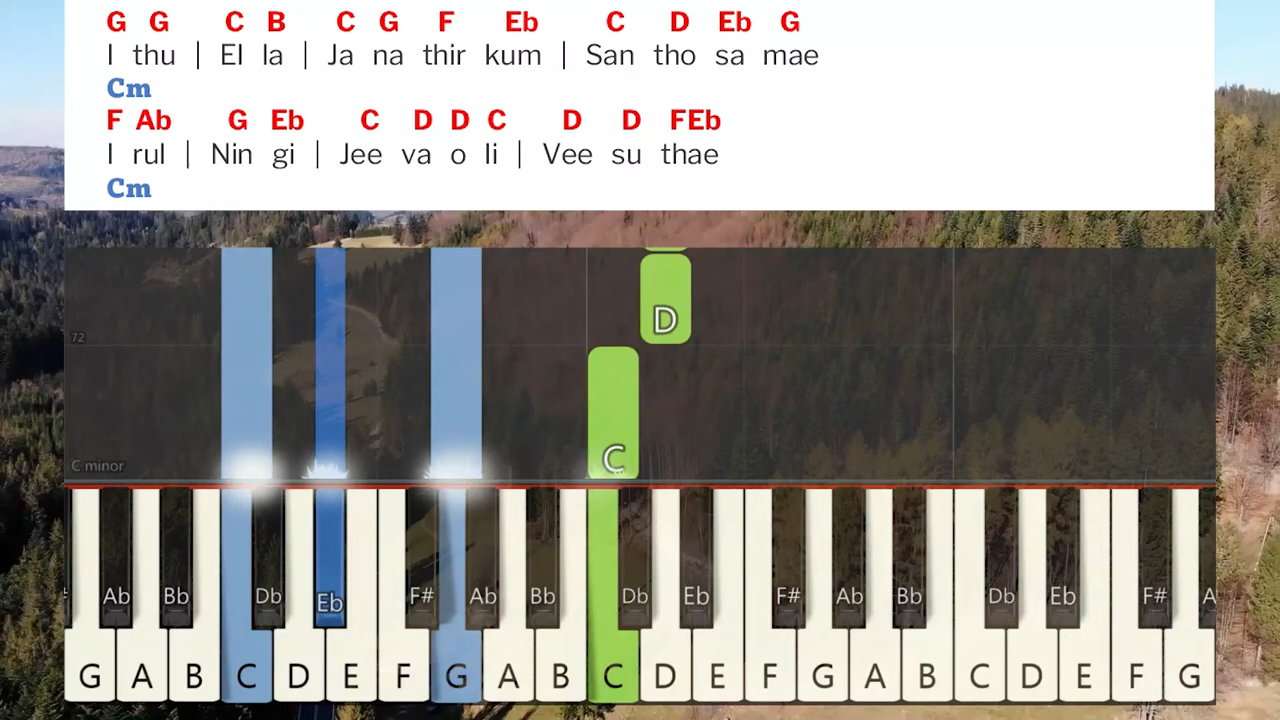 G G C B C G F Eb C D Eb G
I thu | El la | Ja na thir kum | San tho sa mae
Cm
F Ab G Eb C D D C D D FEb
I rul | Nin gi | Jee va o li | Vee su thae
Cm
D
72
C
C minor
Ab Bb Db Eb F# Ab Bb Db Eb F# Ab Bb Db Eb F# A
G A B C D E F G A B C D E F G A B C D E F G